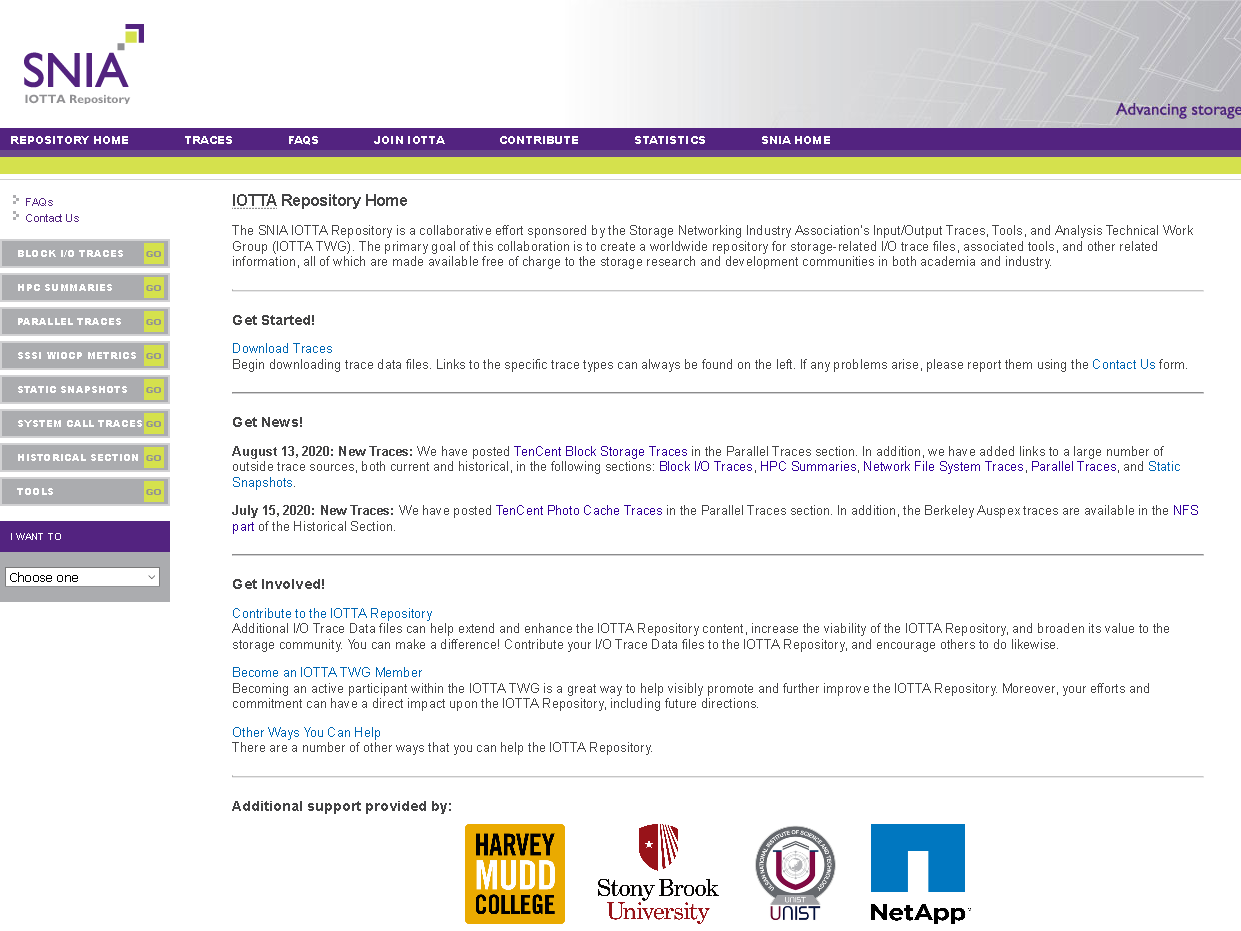 SNIA
IOTTA Repository
Advancing storage
REPOSITORY HOME TRACES FAQS JOIN IOTTA CONTRIBUTE STATISTICS SNIA HOME
FAQs
Contact Us
BLOCK I/O TRACES GO
HPC SUMMARIES GO
PARALLEL TRACES GO
SSSI WIOCP METRICS GO
STATIC SNAPSHOTS GO
SYSTEM CALL TRACES GO
HISTORICAL SECTION GO
TOOLS GO
I WANT TO
Choose one
IOTTA Repository Home
The SNIA IOTTA Repository is a collaborative effort sponsored by the Storage Networking Industry Association's Input/Output Traces, Tools, and Analysis Technical Work
Group (IOTTA TWG). The primary goal of this collaboration is to create a worldwide repository for storage-related I/O trace files, associated tools, and other related
information, all of which are made available free of charge to the storage research and development communities in both academia and industry.
Get Started!
Download Traces
Begin downloading trace data files. Links to the specific trace types can always be found on the left. If any problems arise, please report them using the Contact Us form.
Get News!
August 13, 2020: New Traces: We have posted TenCent Block Storage Traces in the Parallel Traces section. In addition, we have added links to a large number of
outside trace sources, both current and historical, in the following sections: Block I/O Traces, HPC Summaries, Network File System Traces, Parallel Traces, and Static
Snapshots.
July 15, 2020: New Traces: We have posted TenCent Photo Cache Traces in the Parallel Traces section. In addition, the Berkeley Auspex traces are available in the NFS
part of the Historical Section.
Get Involved!
Contribute to the IOTTA Repository
Additional I/O Trace Data files can help extend and enhance the IOTTA Repository content, increase the viability of the IOTTA Repository, and broaden its value to the
storage community. You can make a difference! Contribute your I/O Trace Data files to the IOTTA Repository, and encourage others to do likewise.
Become an IOTTA TWG Member
Becoming an active participant within the IOTTA TWG is a great way to help visibly promote and further improve the IOTTA Repository. Moreover, your efforts and
commitment can have a direct impact upon the IOTTA Repository, including future directions.
Other Ways You Can Help
There are a number of other ways that you can help the IOTTA Repository.
Additional support provided by:
HARVEY
MUDD
COLLEGE
Stony Brook
University
ULSAN NATIONAL INSTITUTE OF SCIENCE AND TECHNOLOGY
UNIST
UNIST
NetApp